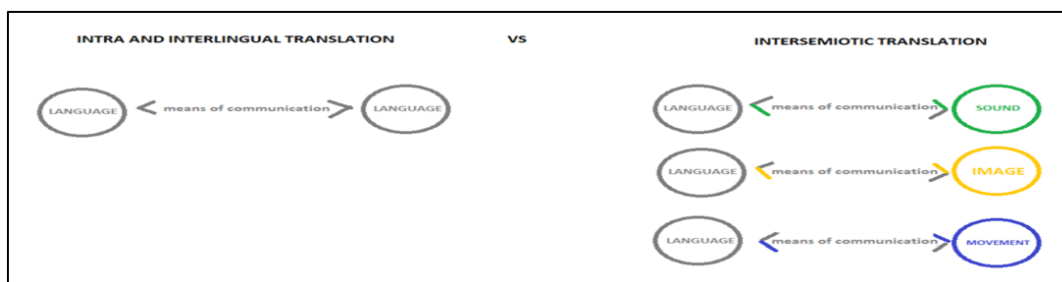 INTRA AND INTERLINGUAL TRANSLATION VS INTERSEMIOTIC TRANSLATION
LANGUAGE means of communication LANGUAGE
LANGUAGE means of communication SOUND
LANGUAGE means of communication IMAGE
LANGUAGE means of communication MOVEMENT